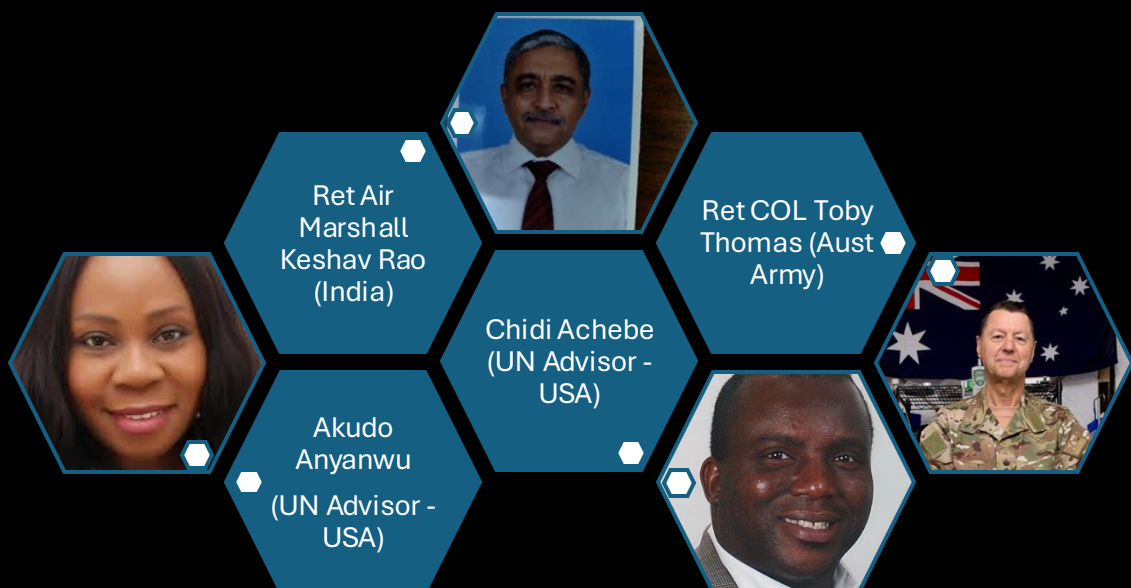 Ret Air
Marshall
Keshav Rao
(India)
Ret COL Toby
Thomas (Aust
Army)
Chidi Achebe
(UN Advisor -
USA)
Akudo
Anyanwu
(UN Advisor -
USA)